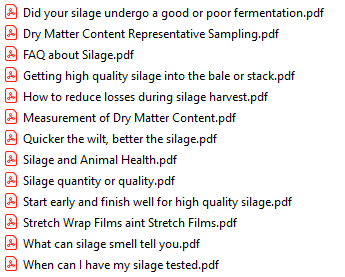 Did your silage undergo a good or poor fermentation.pdf
Dry Matter Content Representative Sampling.pdf
FAQ about Silage.pdf
Getting high quality silage into the bale or stack.pdf
How to reduce losses during silage harvest.pdf
Measurement of Dry Matter Content.pdf
Quicker the wilt, better the silage.pdf
Silage and Animal Health.pdf
Silage quantity or quality.pdf
Start early and finish well for high quality silage.pdf
Stretch Wrap Films aint Stretch Films.pdf
What can silage smell tell you.pdf
When can I have my silage tested.pdf